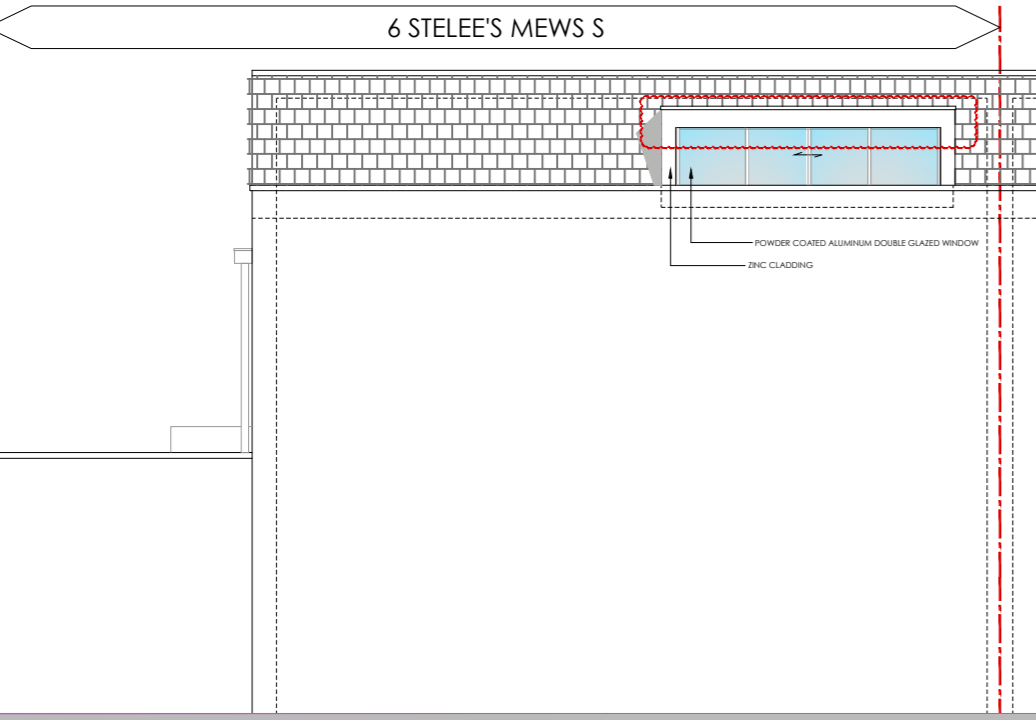 6 STELEE'S MEWS S
POWDER COATED ALUMINUM DOUBLE GLAZED WINDOW
ZINC CLADDING